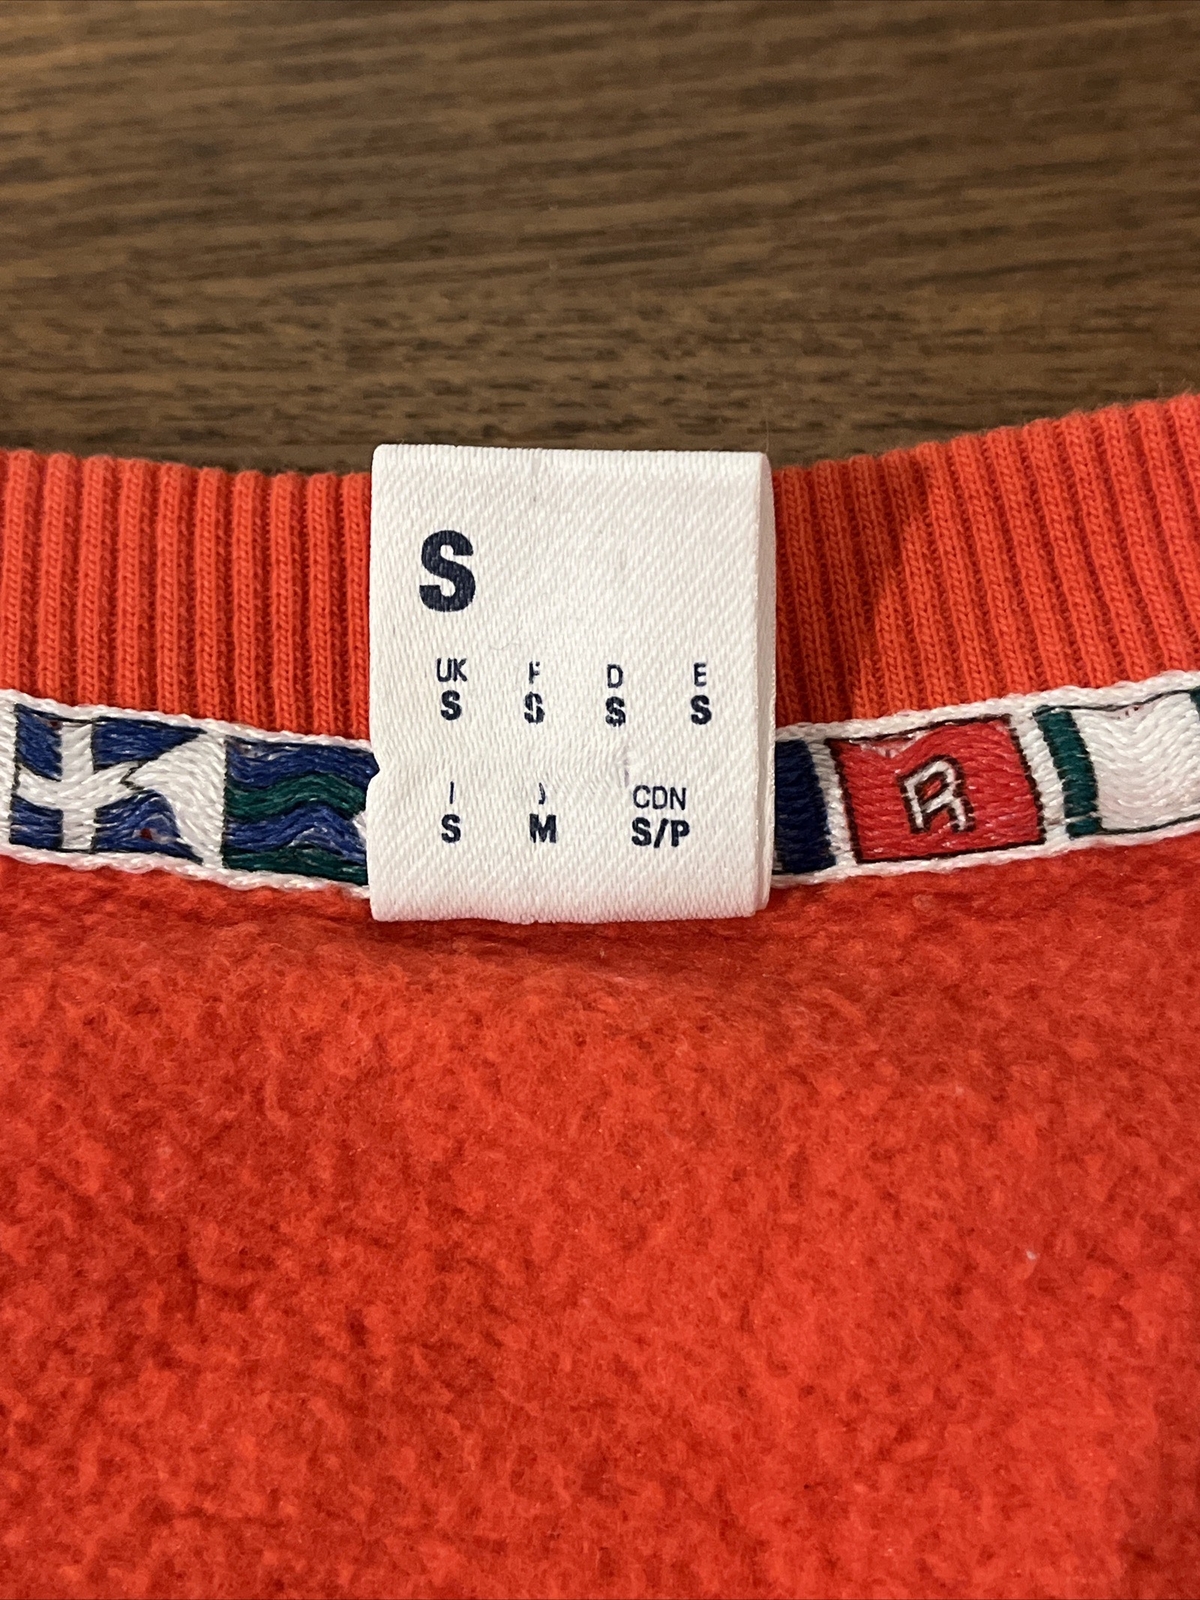 S
UK F D E
S S S S
I J CDN
S M S/P
R